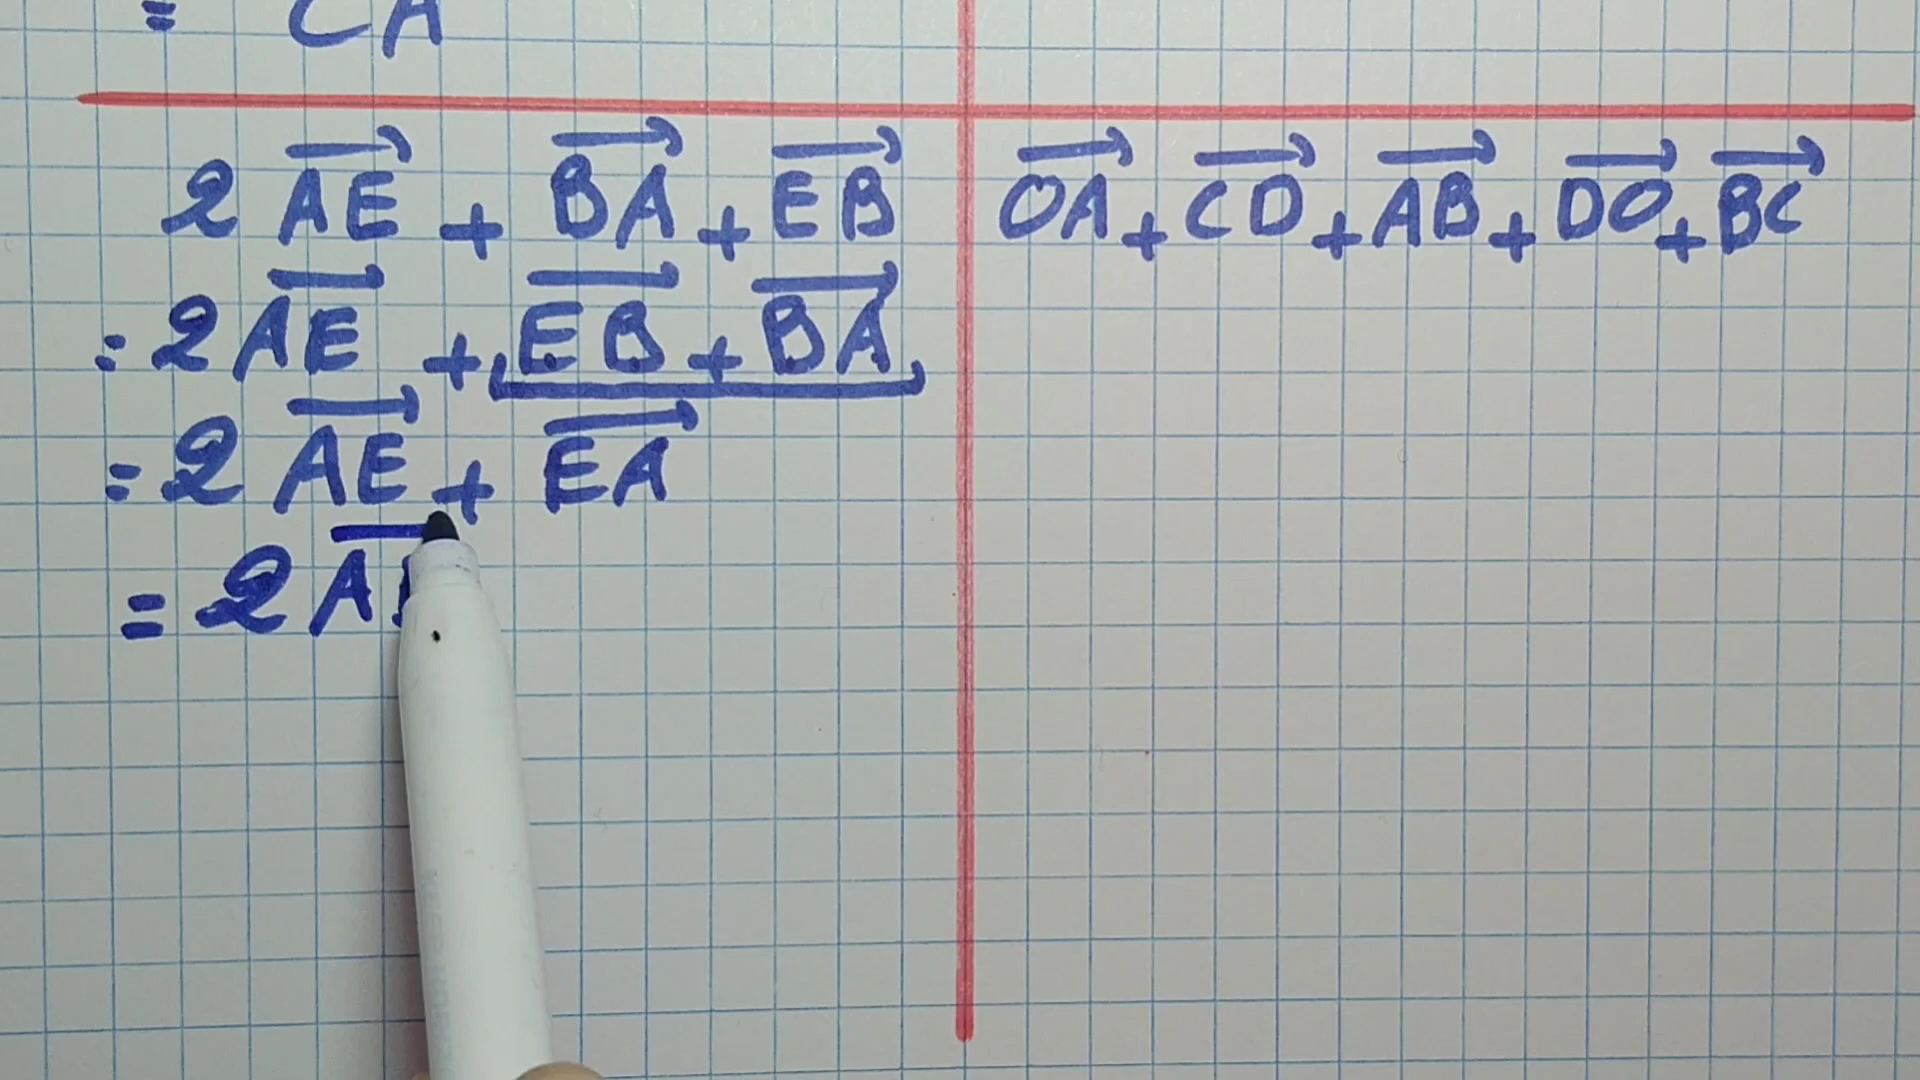 = CA
2 AE + BA + EB
= 2 AE + EB + BA
= 2 AE + EA
= 2 A
OA + CD + AB + DO + BC